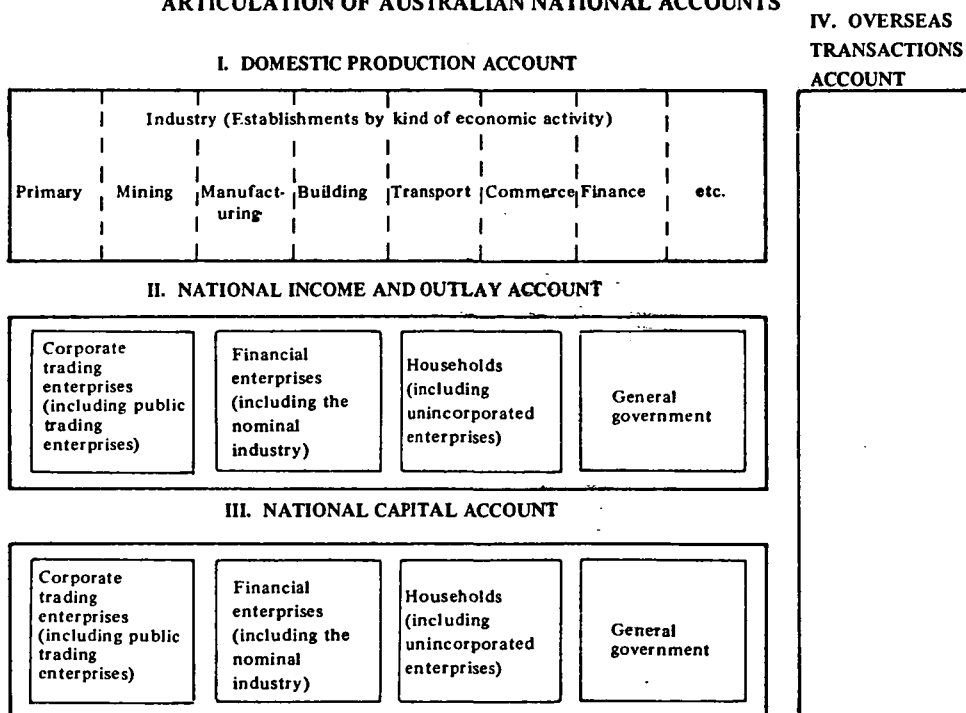 ARTICULATION OF AUSTRALIAN NATIONAL ACCOUNTS
IV. OVERSEAS
TRANSACTIONS
ACCOUNT
I. DOMESTIC PRODUCTION ACCOUNT
Industry (Establishments by kind of economic activity)
Primary
Mining
Manufact-
uring
Building
Transport
Commerce
Finance
etc.
II. NATIONAL INCOME AND OUTLAY ACCOUNT
Corporate
trading
enterprises
(including public
trading
enterprises)
Financial
enterprises
(including the
nominal
industry)
Households
(including
unincorporated
enterprises)
General
government
III. NATIONAL CAPITAL ACCOUNT
Corporate
trading
enterprises
(including public
trading
enterprises)
Financial
enterprises
(including the
nominal
industry)
Households
(including
unincorporated
enterprises)
General
government